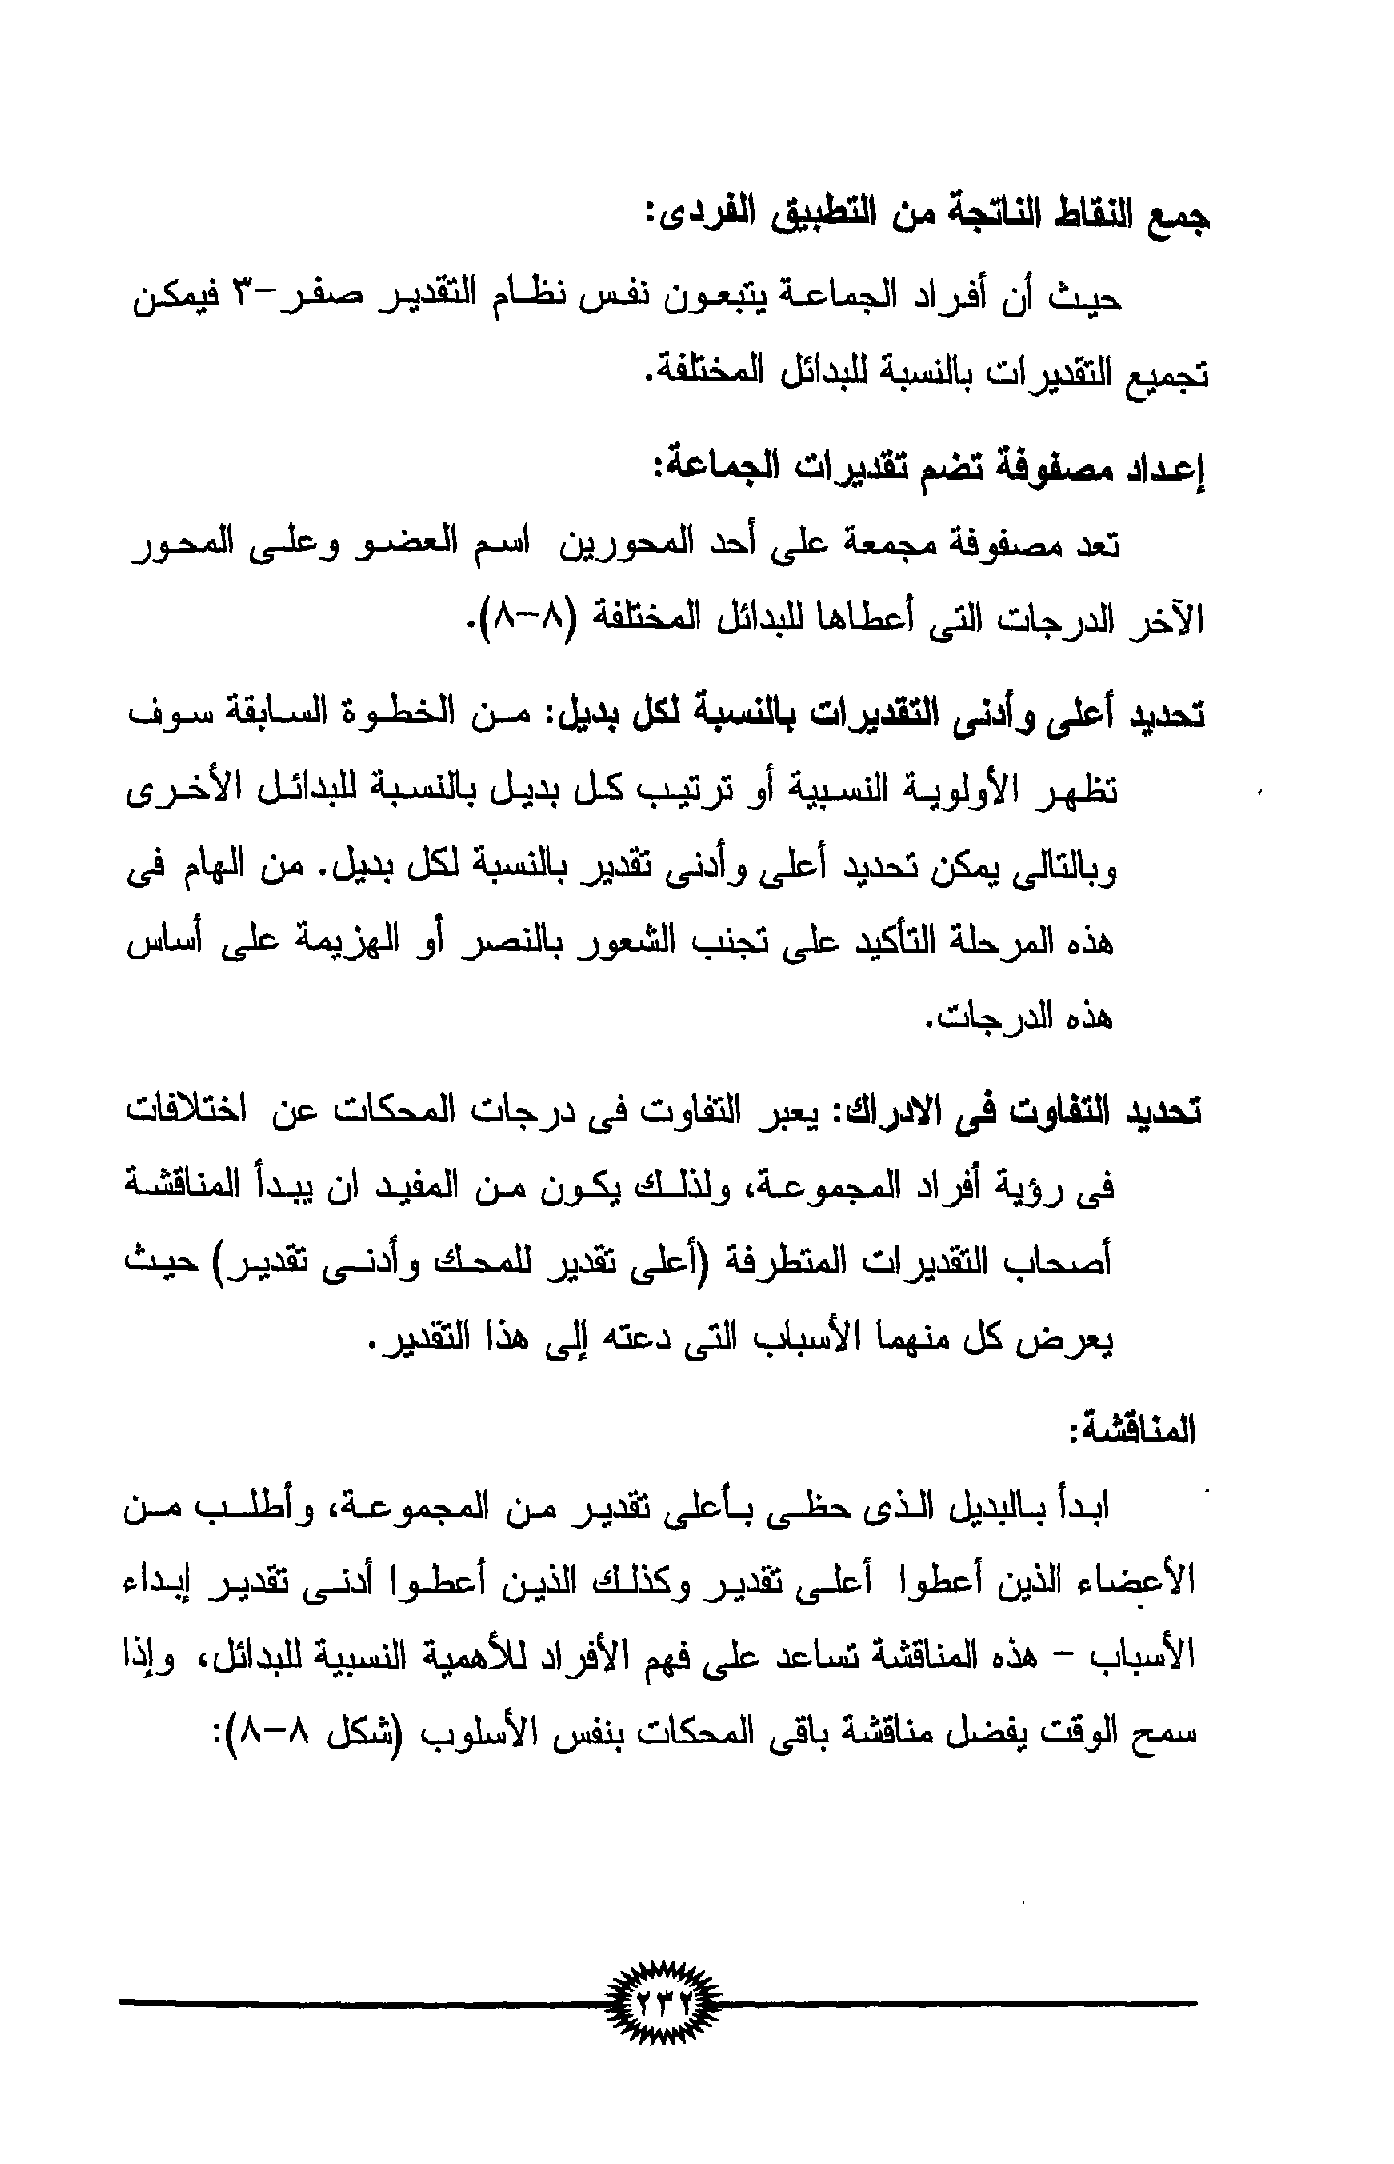 جمع النقاط الناتجة من التطبيق الفردى:
حيث أن أفراد الجماعة يتبعون نفس نظام التقدير صفر-٣ فيمكن
تجميع التقديرات بالنسبة للبدائل المختلفة.
إعداد مصفوفة تضم تقديرات الجماعة:
تعد مصفوفة مجمعة على أحد المحورين اسم العضو وعلى المحور
الآخر الدرجات التى أعطاها للبدائل المختلفة (٨-٨).
تحديد أعلى وأدنى التقديرات بالنسبة لكل بديل: من الخطوة السابقة سوف
تظهر الأولوية النسبية أو ترتيب كل بديل بالنسبة للبدائل الأخرى
وبالتالى يمكن تحديد أعلى وأدنى تقدير بالنسبة لكل بديل. من الهام فى
هذه المرحلة التأكيد على تجنب الشعور بالنصر أو الهزيمة على أساس
هذه الدرجات.
تحديد التفاوت فى الادراك: يعبر التفاوت فى درجات المحكات عن اختلافات
فى رؤية أفراد المجموعة، ولذلك يكون من المفيد ان يبدأ المناقشة
أصحاب التقديرات المتطرفة (أعلى تقدير للمحك وأدنى تقدير) حيث
يعرض كل منهما الأسباب التى دعته إلى هذا التقدير.
المناقشة:
ابدأ بالبديل الذى حظى بأعلى تقدير من المجموعة، وأطلب من
الأعضاء الذين أعطوا أعلى تقدير وكذلك الذين أعطوا أدنى تقدير إبداء
الأسباب - هذه المناقشة تساعد على فهم الأفراد للأهمية النسبية للبدائل، وإذا
سمح الوقت يفضل مناقشة باقى المحكات بنفس الأسلوب (شكل ٨-٨):
٢٣٢